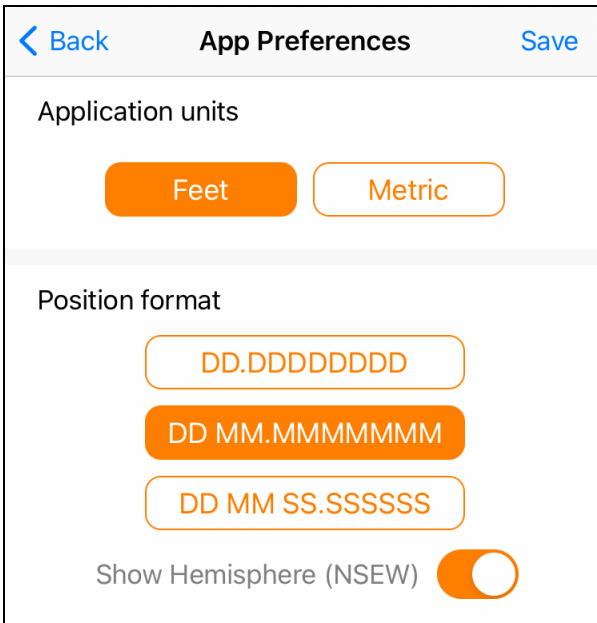 Back App Preferences Save
Application units
Feet Metric
Position format
DD.DDDDDDDD
DD MM.MMMMMMM
DD MM SS.SSSSSS
Show Hemisphere (NSEW)